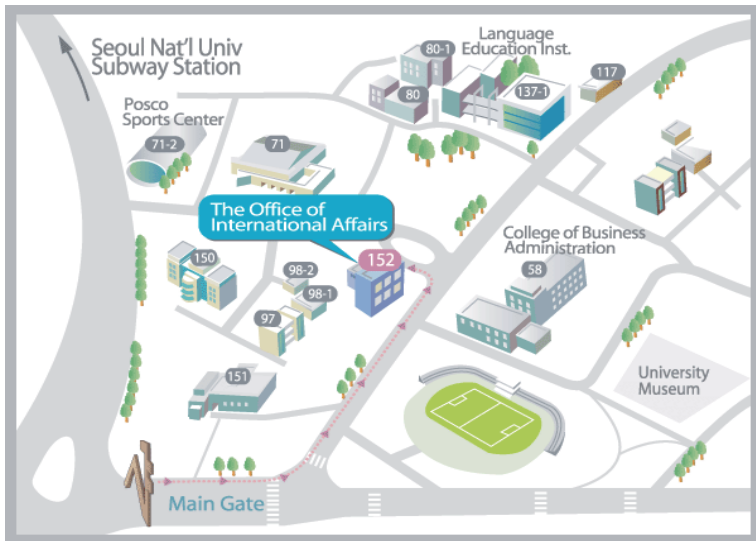 Seoul Nat'l Univ
Subway Station
Language
Education Inst.
80-1
80
137-1
117
Posco
Sports Center
71-2
71
The Office of
International Affairs
152
College of Business
Administration
58
150
98-2
98-1
97
151
University
Museum
Main Gate